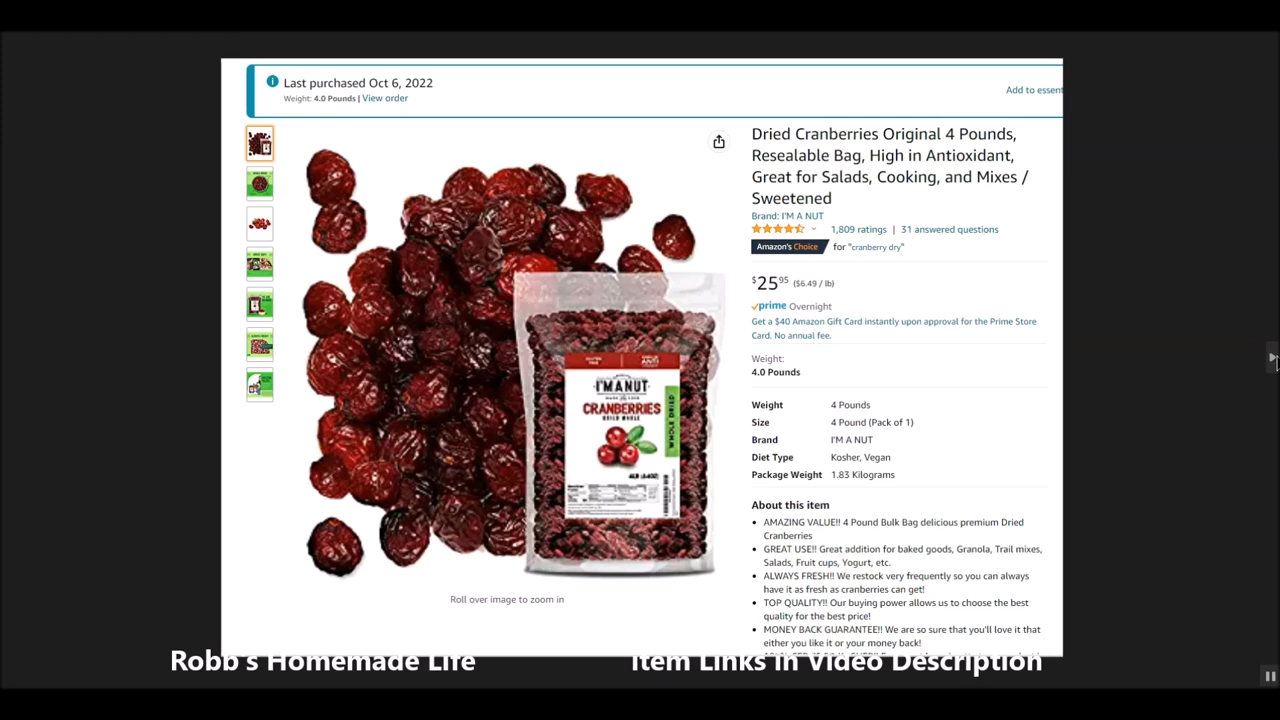 Last purchased Oct 6, 2022
Weight: 4.0 Pounds | View order
Add to essent
Dried Cranberries Original 4 Pounds,
Resealable Bag, High in Antioxidant,
Great for Salads, Cooking, and Mixes /
Sweetened
Brand: I'M A NUT
1,809 ratings | 31 answered questions
Amazon's Choice for "cranberry dry"
$25 95 ($6.49 / lb)
prime Overnight
Get a $40 Amazon Gift Card instantly upon approval for the Prime Store
Card. No annual fee.
Weight:
4.0 Pounds
Weight 4 Pounds
Size 4 Pound (Pack of 1)
Brand I'M A NUT
Diet Type Kosher, Vegan
Package Weight 1.83 Kilograms
About this item
• AMAZING VALUE!! 4 Pound Bulk Bag delicious premium Dried
Cranberries
• GREAT USE!! Great addition for baked goods, Granola, Trail mixes,
Salads, Fruit cups, Yogurt, etc.
• ALWAYS FRESH!! We restock very frequently so you can always
have it as fresh as cranberries can get!
• TOP QUALITY!! Our buying power allows us to choose the best
quality for the best price!
• MONEY BACK GUARANTEE!! We are so sure that you'll love it that
either you like it or your money back!
I'M A NUT
CRANBERRIES
DRIED WHOLE
WHOLE DRIED
Roll over image to zoom in
Robb's Homemade Life
Item Links in Video Description